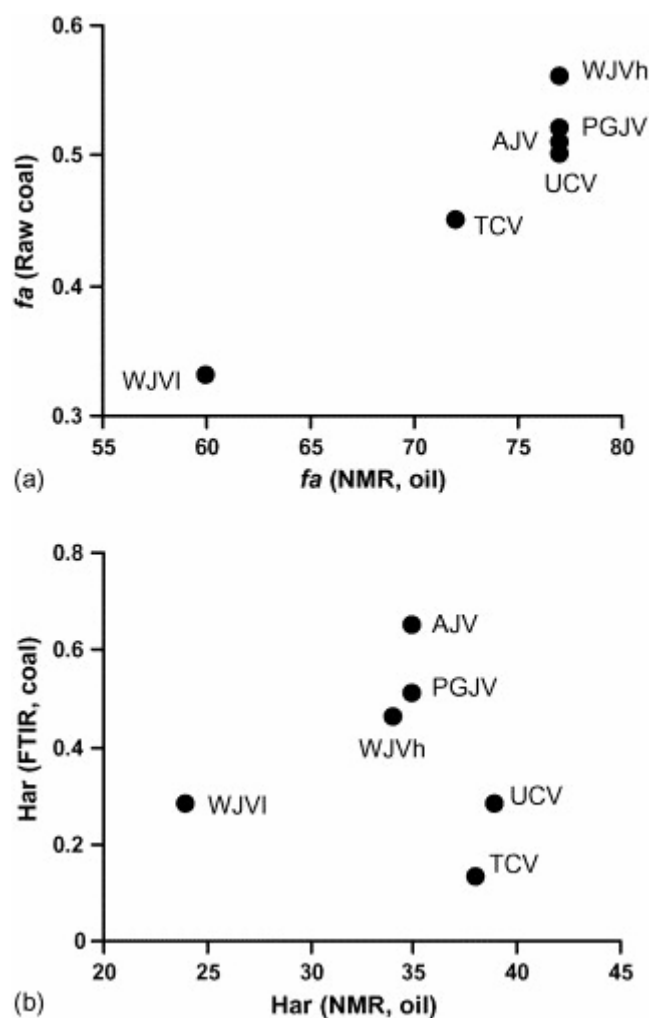 0.6
WJVh
PGJV
AJV
0.5
UCV
TCV
fa (Raw coal)
0.4
WJVl
0.3
55 60 65 70 75 80
(a)
fa (NMR, oil)
0.8
AJV
0.6
PGJV
WJVh
Har (FTIR, coal)
0.4
WJVl
UCV
0.2
TCV
0
20 25 30 35 40 45
(b)
Har (NMR, oil)